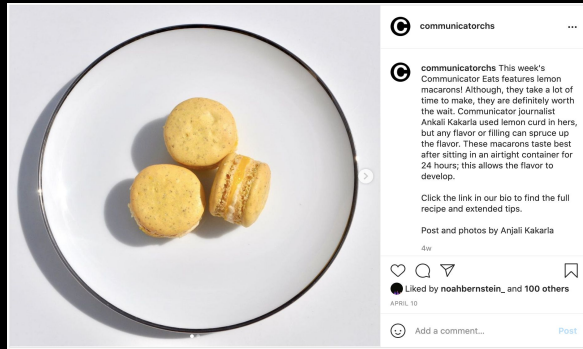 communicatorchs
communicatorchs This week's
Communicator Eats features lemon
macarons! Although, they take a lot of
time to make, they are definitely worth
the wait. Communicator journalist
Ankali Kakarla used lemon curd in hers,
but any flavor or filling can spruce up
the flavor. These macarons taste best
after sitting in an airtight container for
24 hours; this allows the flavor to
develop.
Click the link in our bio to find the full
recipe and extended tips.
Post and photos by Anjali Kakarla
4w
Liked by noahbernstein_ and 100 others
APRIL 10
Add a comment...
Post